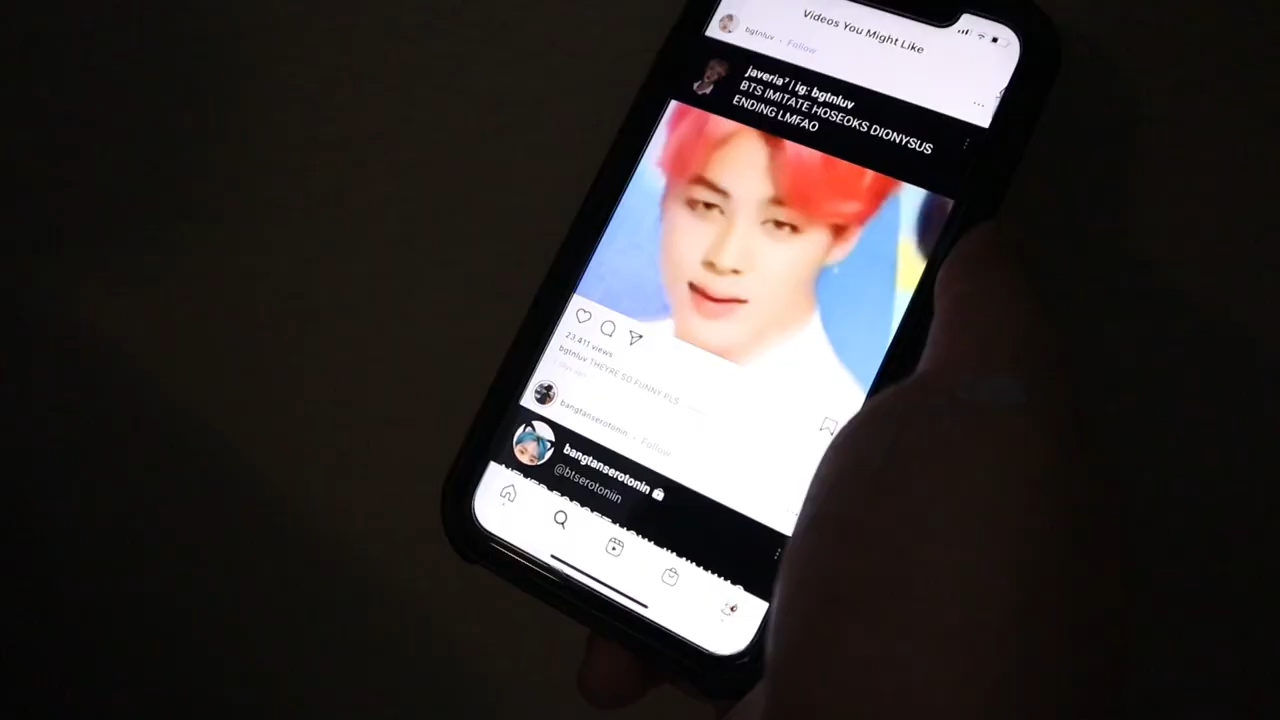 Videos You Might Like
bgtnluv · Follow
javeria⁷ | ig: bgtnluv
BTS IMITATE HOSEOKS DIONYSUS
ENDING LMFAO
23,411 views
bgtnluv THEYRE SO FUNNY PLS
bangtanserotonin · Follow
bangtanserotonin
@btserotoniin